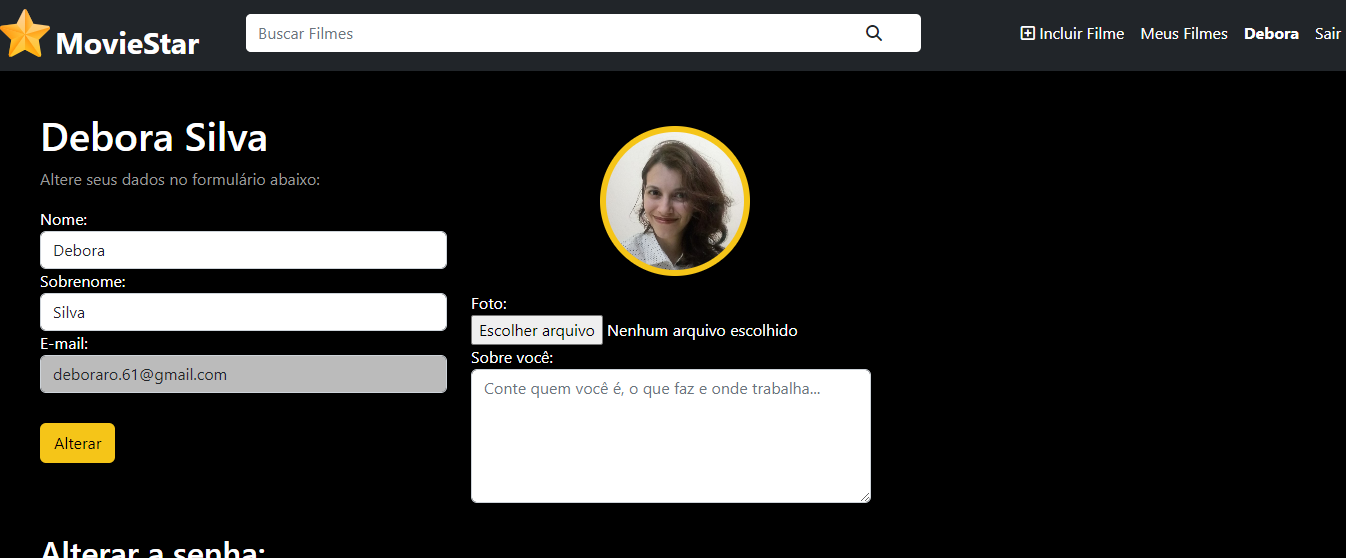 MovieStar
Buscar Filmes
Incluir Filme
Meus Filmes
Debora
Sair
Debora Silva
Altere seus dados no formulário abaixo:
Nome:
Debora
Sobrenome:
Silva
E-mail:
deboraro.61@gmail.com
Alterar
Foto:
Escolher arquivo Nenhum arquivo escolhido
Sobre você:
Conte quem você é, o que faz e onde trabalha...
Alterar a senha: